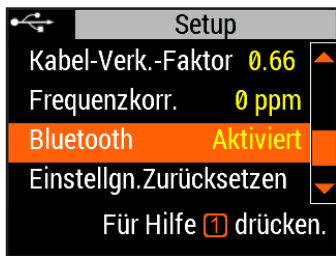 Setup
Kabel-Verk.-Faktor 0.66
Frequenzkorr. 0 ppm
Bluetooth Aktiviert
Einstellgn.Zurücksetzen
Für Hilfe 1 drücken.